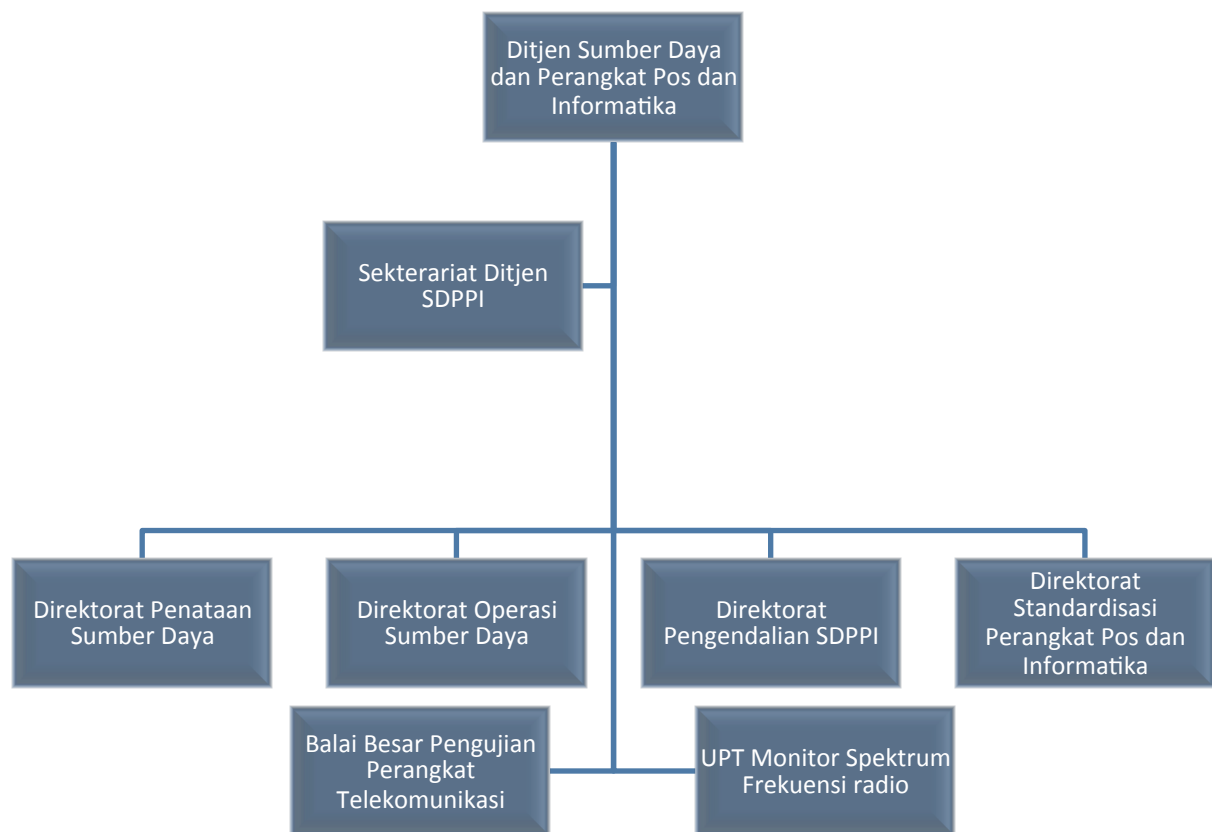 Ditjen Sumber Daya
dan Perangkat Pos dan
Informatika
Sekterariat Ditjen
SDPPI
Direktorat Penataan
Sumber Daya
Direktorat Operasi
Sumber Daya
Direktorat
Pengendalian SDPPI
Direktorat
Standardisasi
Perangkat Pos dan
Informatika
Balai Besar Pengujian
Perangkat
Telekomunikasi
UPT Monitor Spektrum
Frekuensi radio